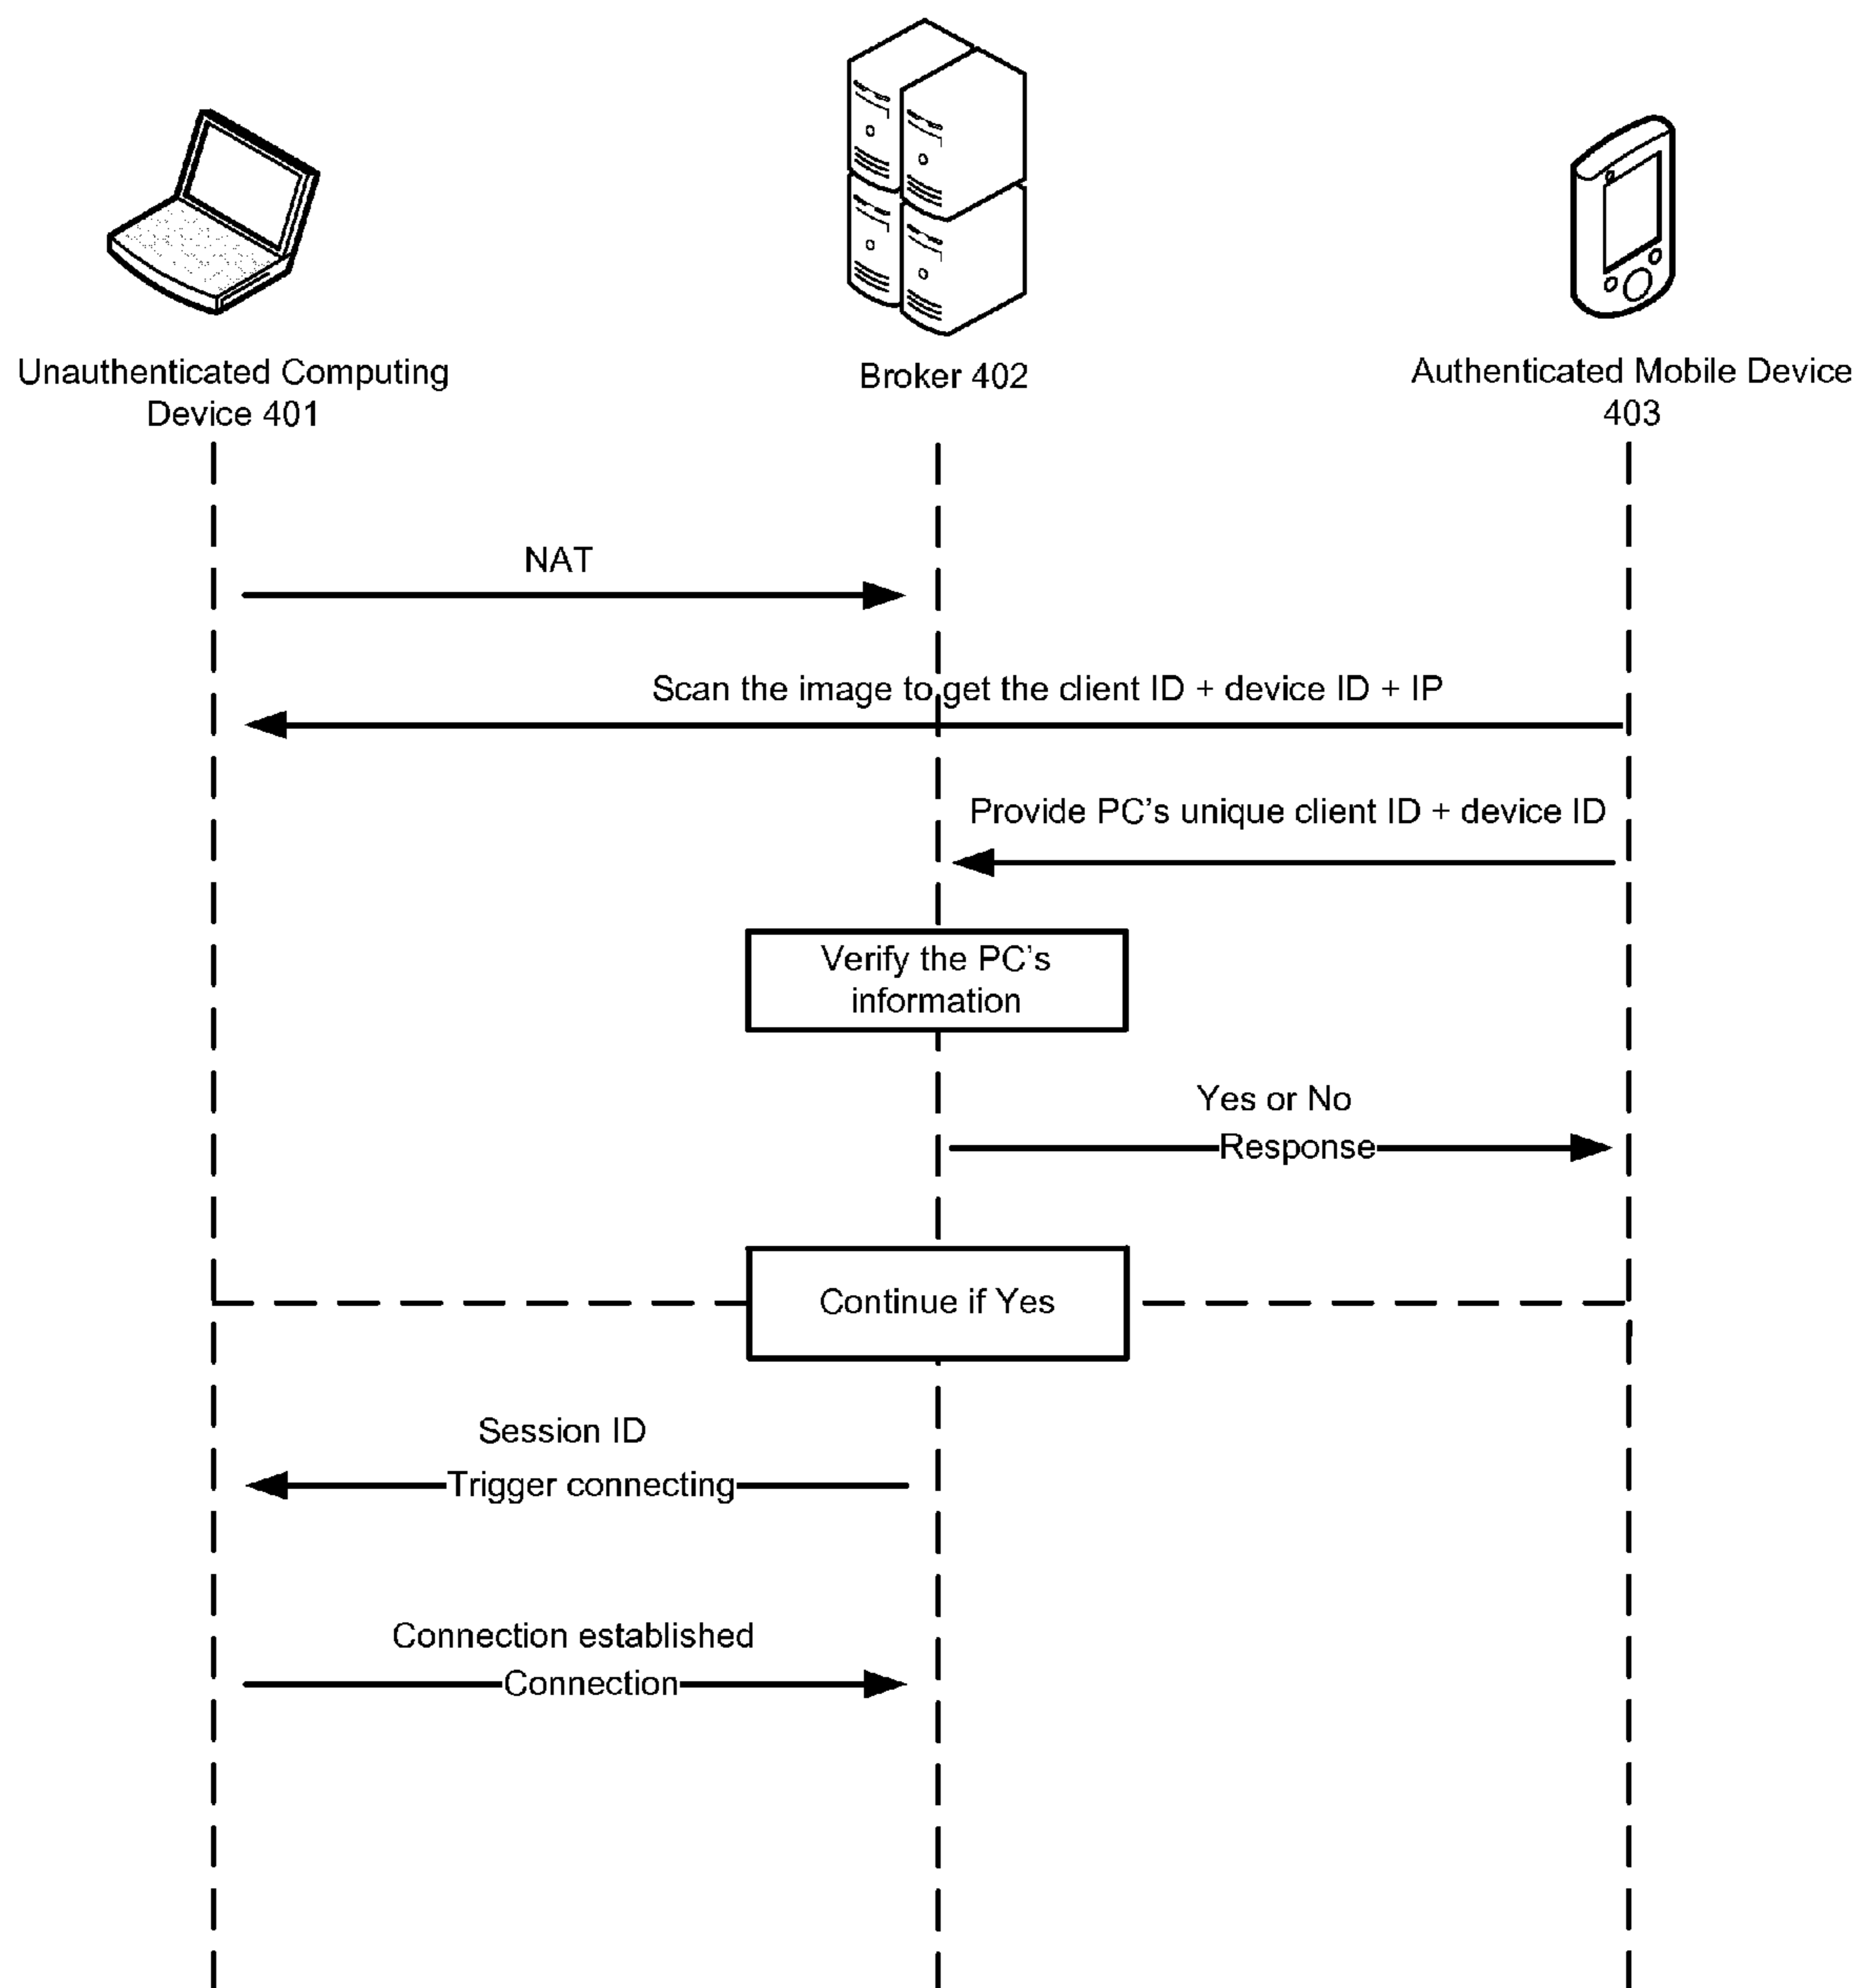 Unauthenticated Computing
Device 401
Broker 402
Authenticated Mobile Device
403
NAT
Scan the image to get the client ID + device ID + IP
Provide PC's unique client ID + device ID
Verify the PC's
information
Yes or No
Response
Continue if Yes
Session ID
Trigger connecting
Connection established
Connection